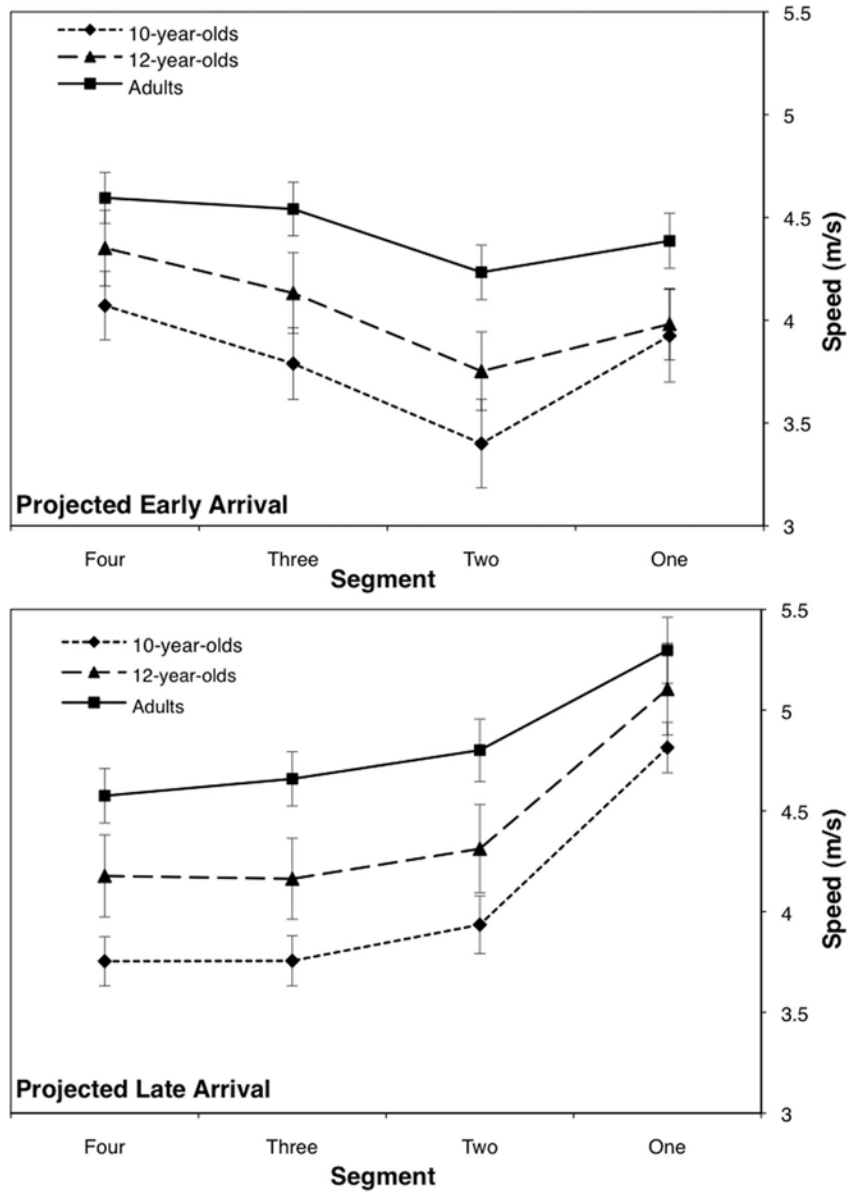 10-year-olds
12-year-olds
Adults
5.5
5
4.5
4
3.5
3
Speed (m/s)
Projected Early Arrival
Four Three Two One
Segment
10-year-olds
12-year-olds
Adults
5.5
5
4.5
4
3.5
3
Speed (m/s)
Projected Late Arrival
Four Three Two One
Segment